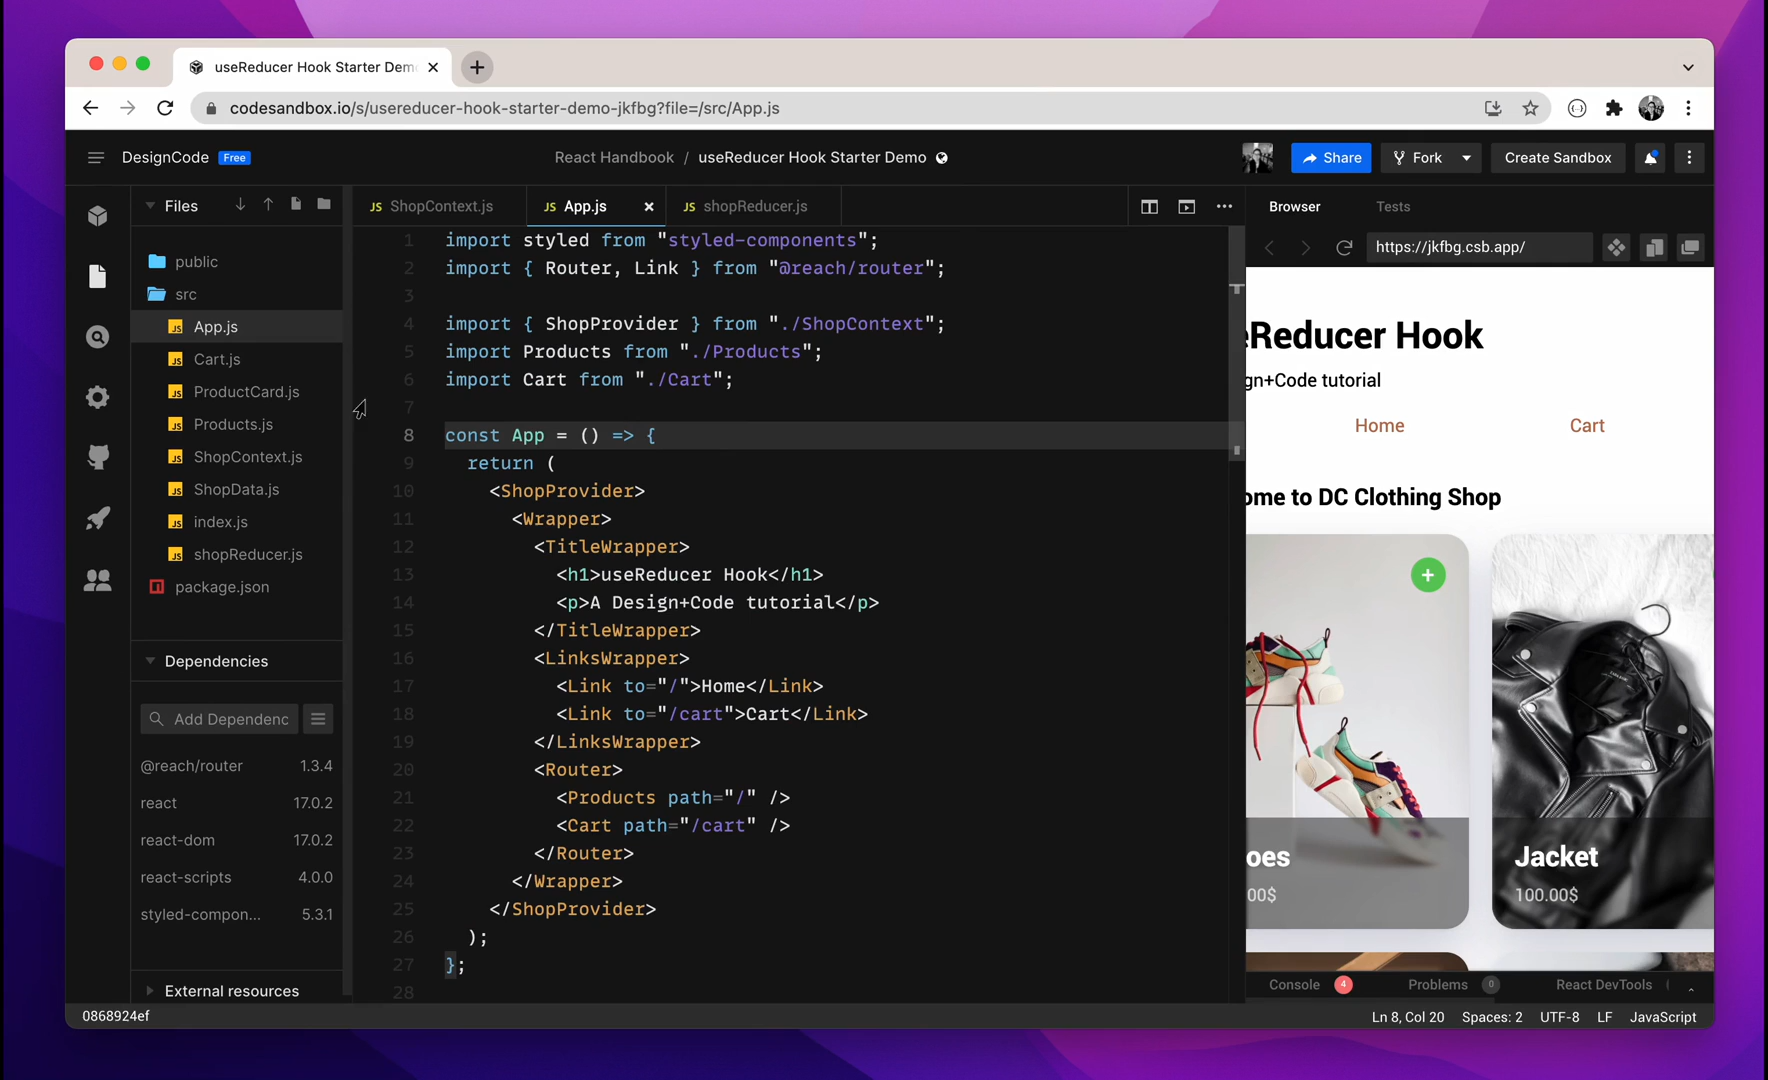 useReducer Hook Starter Dem
codesandbox.io/s/usereducer-hook-starter-demo-jkfbg?file=/src/App.js
DesignCode Free
React Handbook / useReducer Hook Starter Demo
Share
Fork
Create Sandbox
Files
ShopContext.js
App.js
shopReducer.js
Browser
Tests
https://jkfbg.csb.app/
public
src
App.js
Cart.js
ProductCard.js
Products.js
ShopContext.js
ShopData.js
index.js
shopReducer.js
package.json
Dependencies
Add Dependenc
@reach/router 1.3.4
react 17.0.2
react-dom 17.0.2
react-scripts 4.0.0
styled-compon... 5.3.1
External resources
1 import styled from "styled-components";
2 import { Router, Link } from "@reach/router";
3
4 import { ShopProvider } from "./ShopContext";
5 import Products from "./Products";
6 import Cart from "./Cart";
7
8 const App = () => {
9 return (
10 <ShopProvider>
11 <Wrapper>
12 <TitleWrapper>
13 <h1>useReducer Hook</h1>
14 <p>A Design+Code tutorial</p>
15 </TitleWrapper>
16 <LinksWrapper>
17 <Link to="/">Home</Link>
18 <Link to="/cart">Cart</Link>
19 </LinksWrapper>
20 <Router>
21 <Products path="/" />
22 <Cart path="/cart" />
23 </Router>
24 </Wrapper>
25 </ShopProvider>
26 );
27 };
28
eReducer Hook
gn+Code tutorial
Home
Cart
ome to DC Clothing Shop
oes
00$
Jacket
100.00$
Console 4
Problems 0
React DevTools
0868924ef
Ln 8, Col 20
Spaces: 2
UTF-8
LF
JavaScript